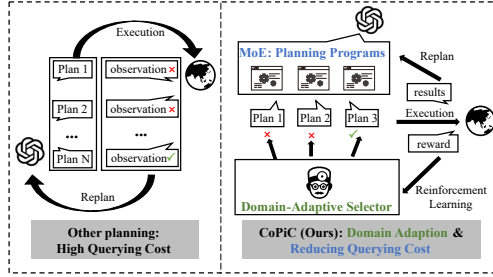 Execution
Plan 1
observation
Plan 2
observation
...
...
Plan N
observation
Replan
Other planning:
High Querying Cost
MoE: Planning Programs
Replan
results
Plan 1
Plan 2
Plan 3
Execution
reward
Domain-Adaptive Selector
Reinforcement
Learning
CoPiC (Ours): Domain Adaption &
Reducing Querying Cost